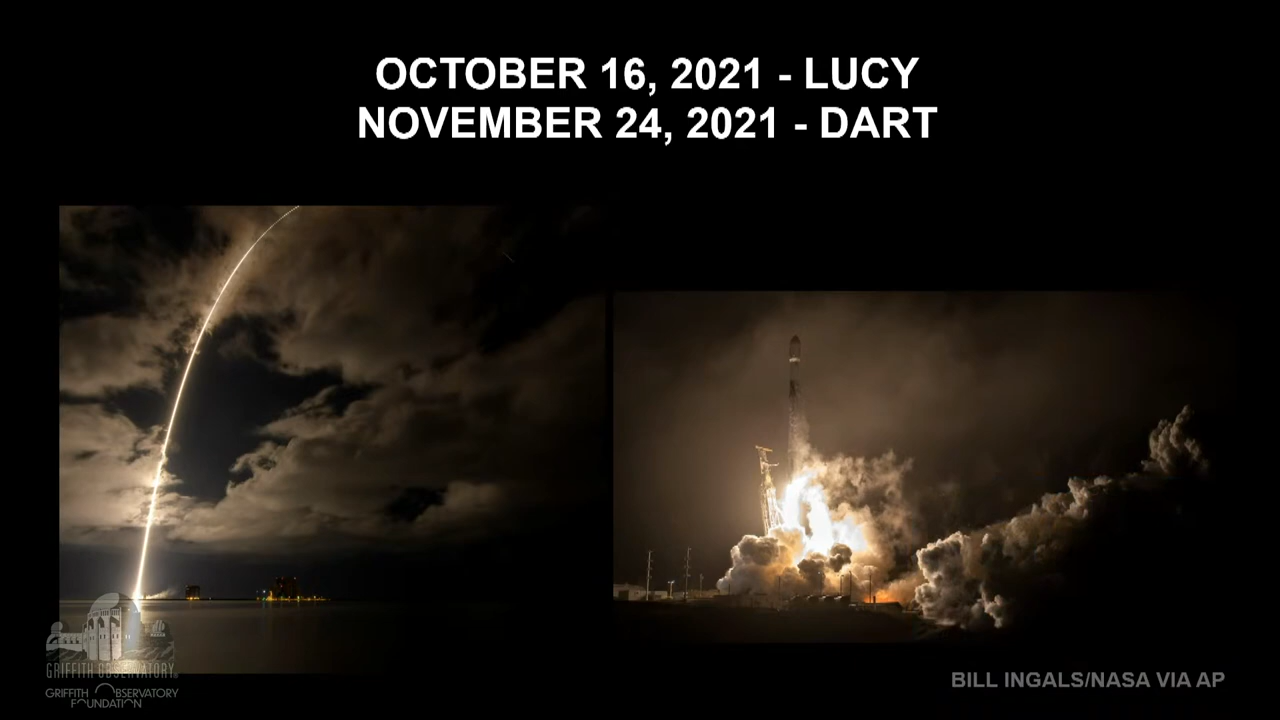 OCTOBER 16, 2021 - LUCY
NOVEMBER 24, 2021 - DART
GRIFFITH OBSERVATORY
GRIFFITH OBSERVATORY
FOUNDATION
BILL INGALS/NASA VIA AP